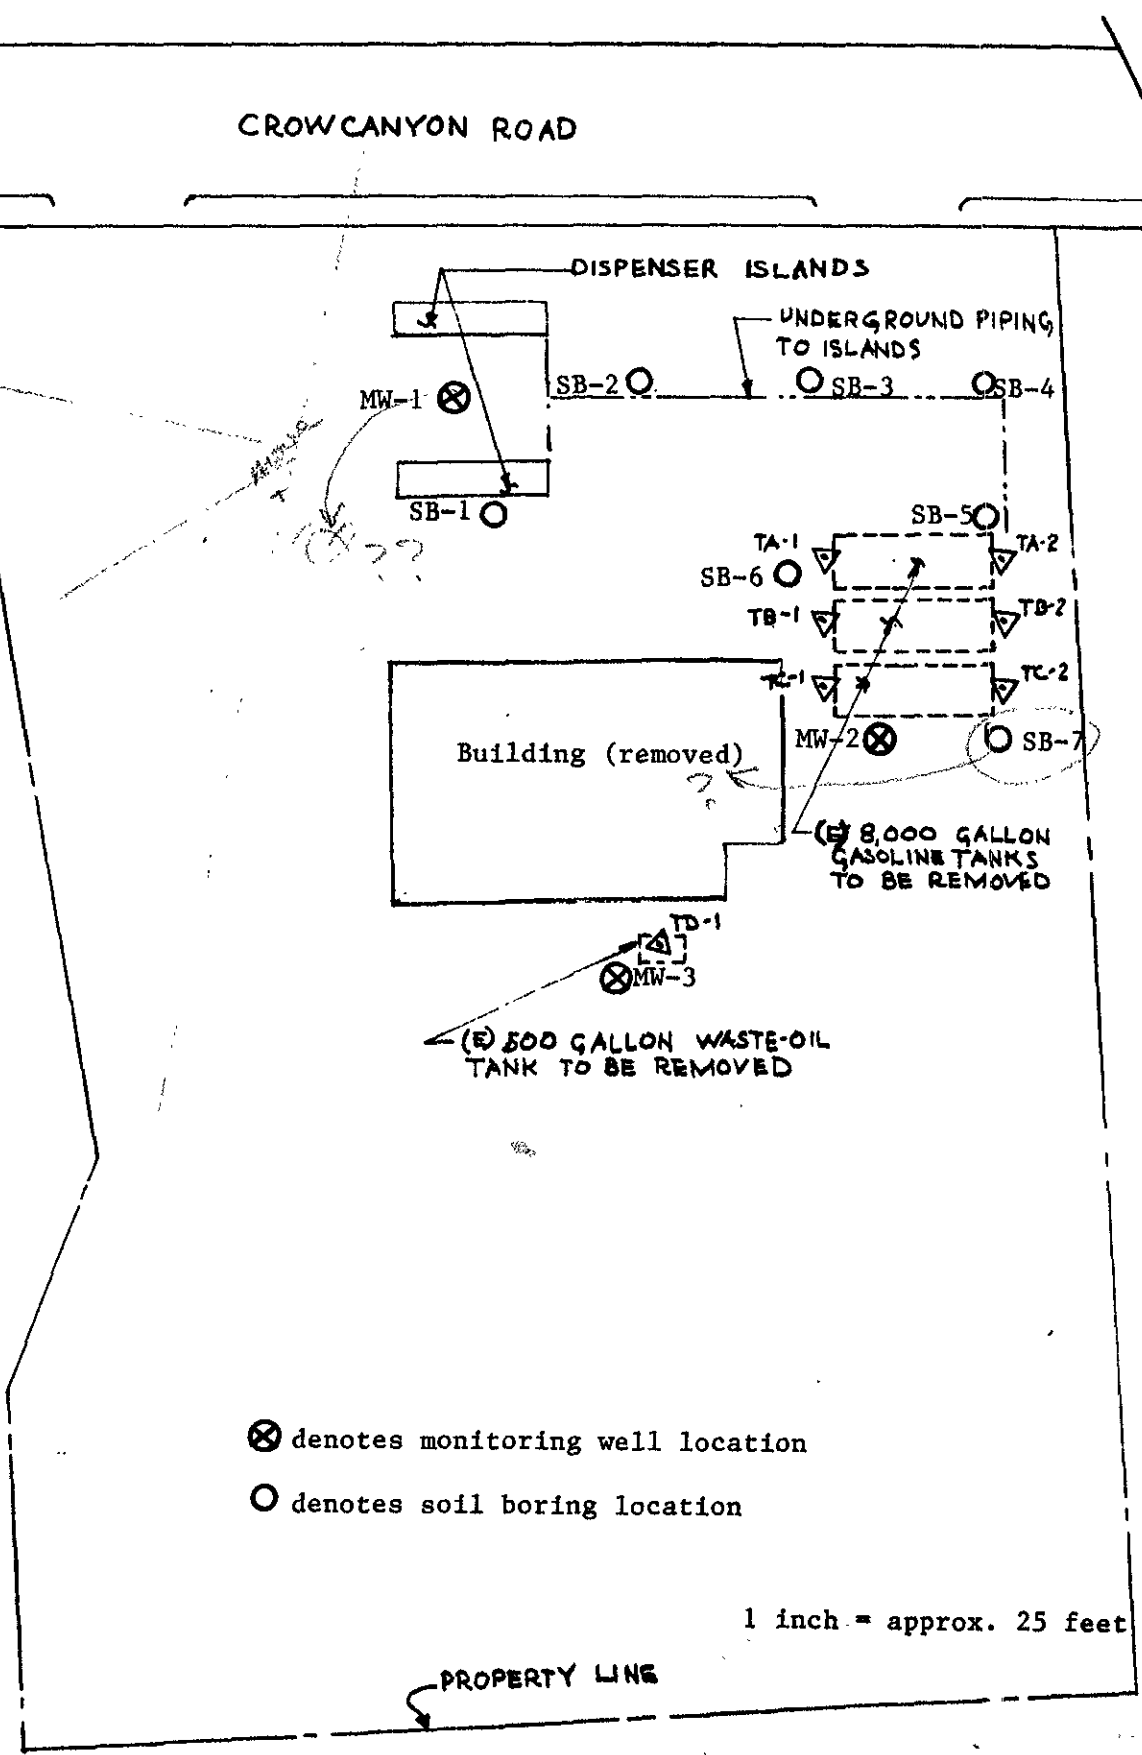 CROW CANYON ROAD
DISPENSER ISLANDS
UNDERGROUND PIPING
TO ISLANDS
SB-2
SB-3
SB-4
MW-1
SB-1
??
SB-5
TA-1
TA-2
SB-6
TB-1
TB-2
TC-1
TC-2
MW-2
SB-7
Building (removed)
?
(E) 8,000 GALLON
GASOLINE TANKS
TO BE REMOVED
TD-1
MW-3
(E) 500 GALLON WASTE-OIL
TANK TO BE REMOVED
denotes monitoring well location
denotes soil boring location
1 inch = approx. 25 feet
PROPERTY LINE